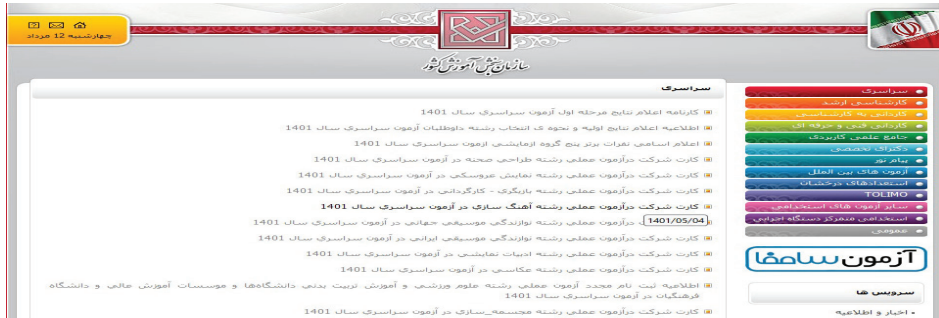 چهارشنبه 12 مرداد
سازمان سنجش آموزش کشور
سراسری
کارشناسی ارشد
کاردانی به کارشناسی
کاردانی فنی و حرفه ای
جامع علمی کاربردی
دکترای تخصصی
پیام نور
آزمون های بین الملل
استعدادهای درخشان
TOLIMO
سایر آزمون های استخدامی
استخدامی متمرکز دستگاه اجرایی
عمومی
آزمون سامفا
سرویس ها
اخبار و اطلاعیه
سراسری
کارنامه اعلام نتایج مرحله اول آزمون سراسری سال 1401
اطلاعیه اعلام نتایج اولیه و نحوه ی انتخاب رشته داوطلبان آزمون سراسری سال 1401
اعلام اسامی نفرات برتر پنج گروه آزمایشی آزمون سراسری سال 1401
کارت شرکت درآزمون عملی رشته طراحی صحنه در آزمون سراسری سال 1401
کارت شرکت درآزمون عملی رشته نمایش عروسکی در آزمون سراسری سال 1401
کارت شرکت درآزمون عملی رشته بازیگری - کارگردانی در آزمون سراسری سال 1401
کارت شرکت درآزمون عملی رشته آهنگ سازی در آزمون سراسری سال 1401
1401/05/04 درآزمون عملی رشته نوازندگی موسیقی جهانی در آزمون سراسری سال 1401
کارت شرکت درآزمون عملی رشته نوازندگی موسیقی ایرانی در آزمون سراسری سال 1401
کارت شرکت درآزمون عملی رشته ادبیات نمایشی در آزمون سراسری سال 1401
کارت شرکت درآزمون عملی رشته عکاسی در آزمون سراسری سال 1401
اطلاعیه ثبت نام مجدد آزمون عملی رشته علوم ورزشی و آموزش تربیت بدنی دانشگاهها و موسسات آموزش عالی و دانشگاه
فرهنگیان در آزمون سراسری سال 1401
کارت شرکت درآزمون عملی رشته مجسمه_سازی در آزمون سراسری سال 1401